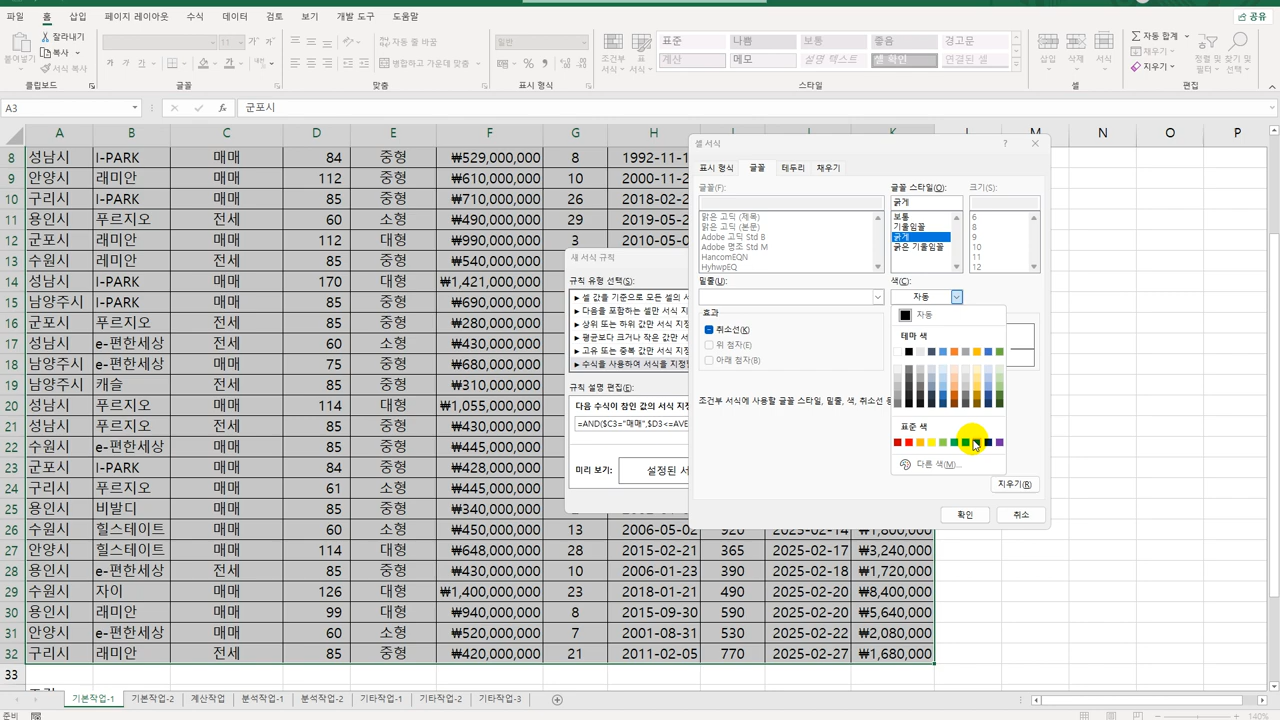 파일 홈 삽입 페이지 레이아웃 수식 데이터 검토 보기 개발 도구 도움말 공유
잘라내기
복사
서식 복사
붙여넣기
클립보드
11
자동 줄 바꿈
병합하고 가운데 맞춤
글꼴
맞춤
일반
표시 형식
조건부 서식
표 서식
표준 나쁨 보통 좋음 경고문
계산 메모 설명 텍스트 셀 확인 연결된 셀
스타일
삽입 삭제 서식
셀
자동 합계
채우기
지우기
정렬 및 필터
찾기 및 선택
편집
A3 fx 군포시
A B C D E F G H I J K L M N O P
8 성남시 I-PARK 매매 84 중형 ₩529,000,000 8 1992-11-1
9 안양시 래미안 매매 112 중형 ₩610,000,000 10 2000-11-2
10 구리시 I-PARK 매매 85 중형 ₩710,000,000 26 2018-02-2
11 용인시 푸르지오 전세 60 소형 ₩490,000,000 29 2019-05-2
12 군포시 래미안 매매 112 대형 ₩990,000,000 3 2010-05-0
13 수원시 레미안 전세 85 중형 ₩540,000,000
14 성남시 I-PARK 매매 170 대형 ₩1,421,000,000
15 남양주시 I-PARK 매매 85 중형 ₩690,000,000
16 군포시 푸르지오 전세 85 중형 ₩280,000,000
17 성남시 e-편한세상 전세 85 중형 ₩430,000,000
18 남양주시 e-편한세상 매매 75 중형 ₩680,000,000
19 남양주시 캐슬 전세 85 중형 ₩310,000,000
20 성남시 푸르지오 매매 114 대형 ₩1,055,000,000
21 성남시 푸르지오 전세 85 중형 ₩430,000,000
22 수원시 e-편한세상 매매 85 중형 ₩445,000,000
23 군포시 I-PARK 매매 84 중형 ₩428,000,000
24 구리시 래미안 매매 61 소형 ₩445,000,000
25 용인시 비발디 매매 85 중형 ₩340,000,000
26 수원시 힐스테이트 매매 60 소형 ₩450,000,000 13 2006-05-02 920 2025-02-14 ₩1,800,000
27 안양시 힐스테이트 매매 114 대형 ₩648,000,000 28 2015-02-21 365 2025-02-17 ₩3,240,000
28 용인시 e-편한세상 전세 85 중형 ₩430,000,000 10 2006-01-23 390 2025-02-18 ₩1,720,000
29 수원시 자이 매매 126 대형 ₩1,400,000,000 23 2018-01-21 490 2025-02-20 ₩8,400,000
30 용인시 래미안 매매 99 중형 ₩940,000,000 8 2015-09-30 590 2025-02-20 ₩5,640,000
31 안양시 e-편한세상 매매 60 소형 ₩520,000,000 7 2001-08-31 530 2025-02-22 ₩2,080,000
32 구리시 래미안 전세 85 중형 ₩420,000,000 21 2011-02-05 770 2025-02-27 ₩1,680,000
33
새 서식 규칙
규칙 유형 선택(S):
► 셀 값을 기준으로 모든 셀의 서
► 다음을 포함하는 셀만 서식 지정
► 상위 또는 하위 값만 서식 지정
► 평균보다 크거나 작은 값만 서
► 고유 또는 중복 값만 서식 지정
► 수식을 사용하여 서식을 지정할
규칙 설명 편집(E):
다음 수식이 참인 값의 서식 지정
=AND($C3="매매",$D3<=AVE
미리 보기: 설정된 서
셀 서식 ?
표시 형식 글꼴 테두리 채우기
글꼴(F): 글꼴 스타일(O): 크기(S):
굵게
맑은 고딕 (제목) 보통 6
맑은 고딕 (본문) 기울임꼴 8
Adobe 고딕 Std B 굵게 9
Adobe 명조 Std M 굵은 기울임꼴 10
HancomEQN 11
HyhwpEQ 12
밑줄(U): 색(C):
자동
효과
취소선(K)
위 첨자(E)
아래 첨자(B)
자동
테마 색
표준 색
다른 색(M)...
조건부 서식에 사용할 글꼴 스타일, 밑줄, 색, 취소선 등
지우기(R)
확인 취소
기본작업-1 기본작업-2 계산작업 분석작업-1 분석작업-2 기타작업-1 기타작업-2 기타작업-3
준비 140%